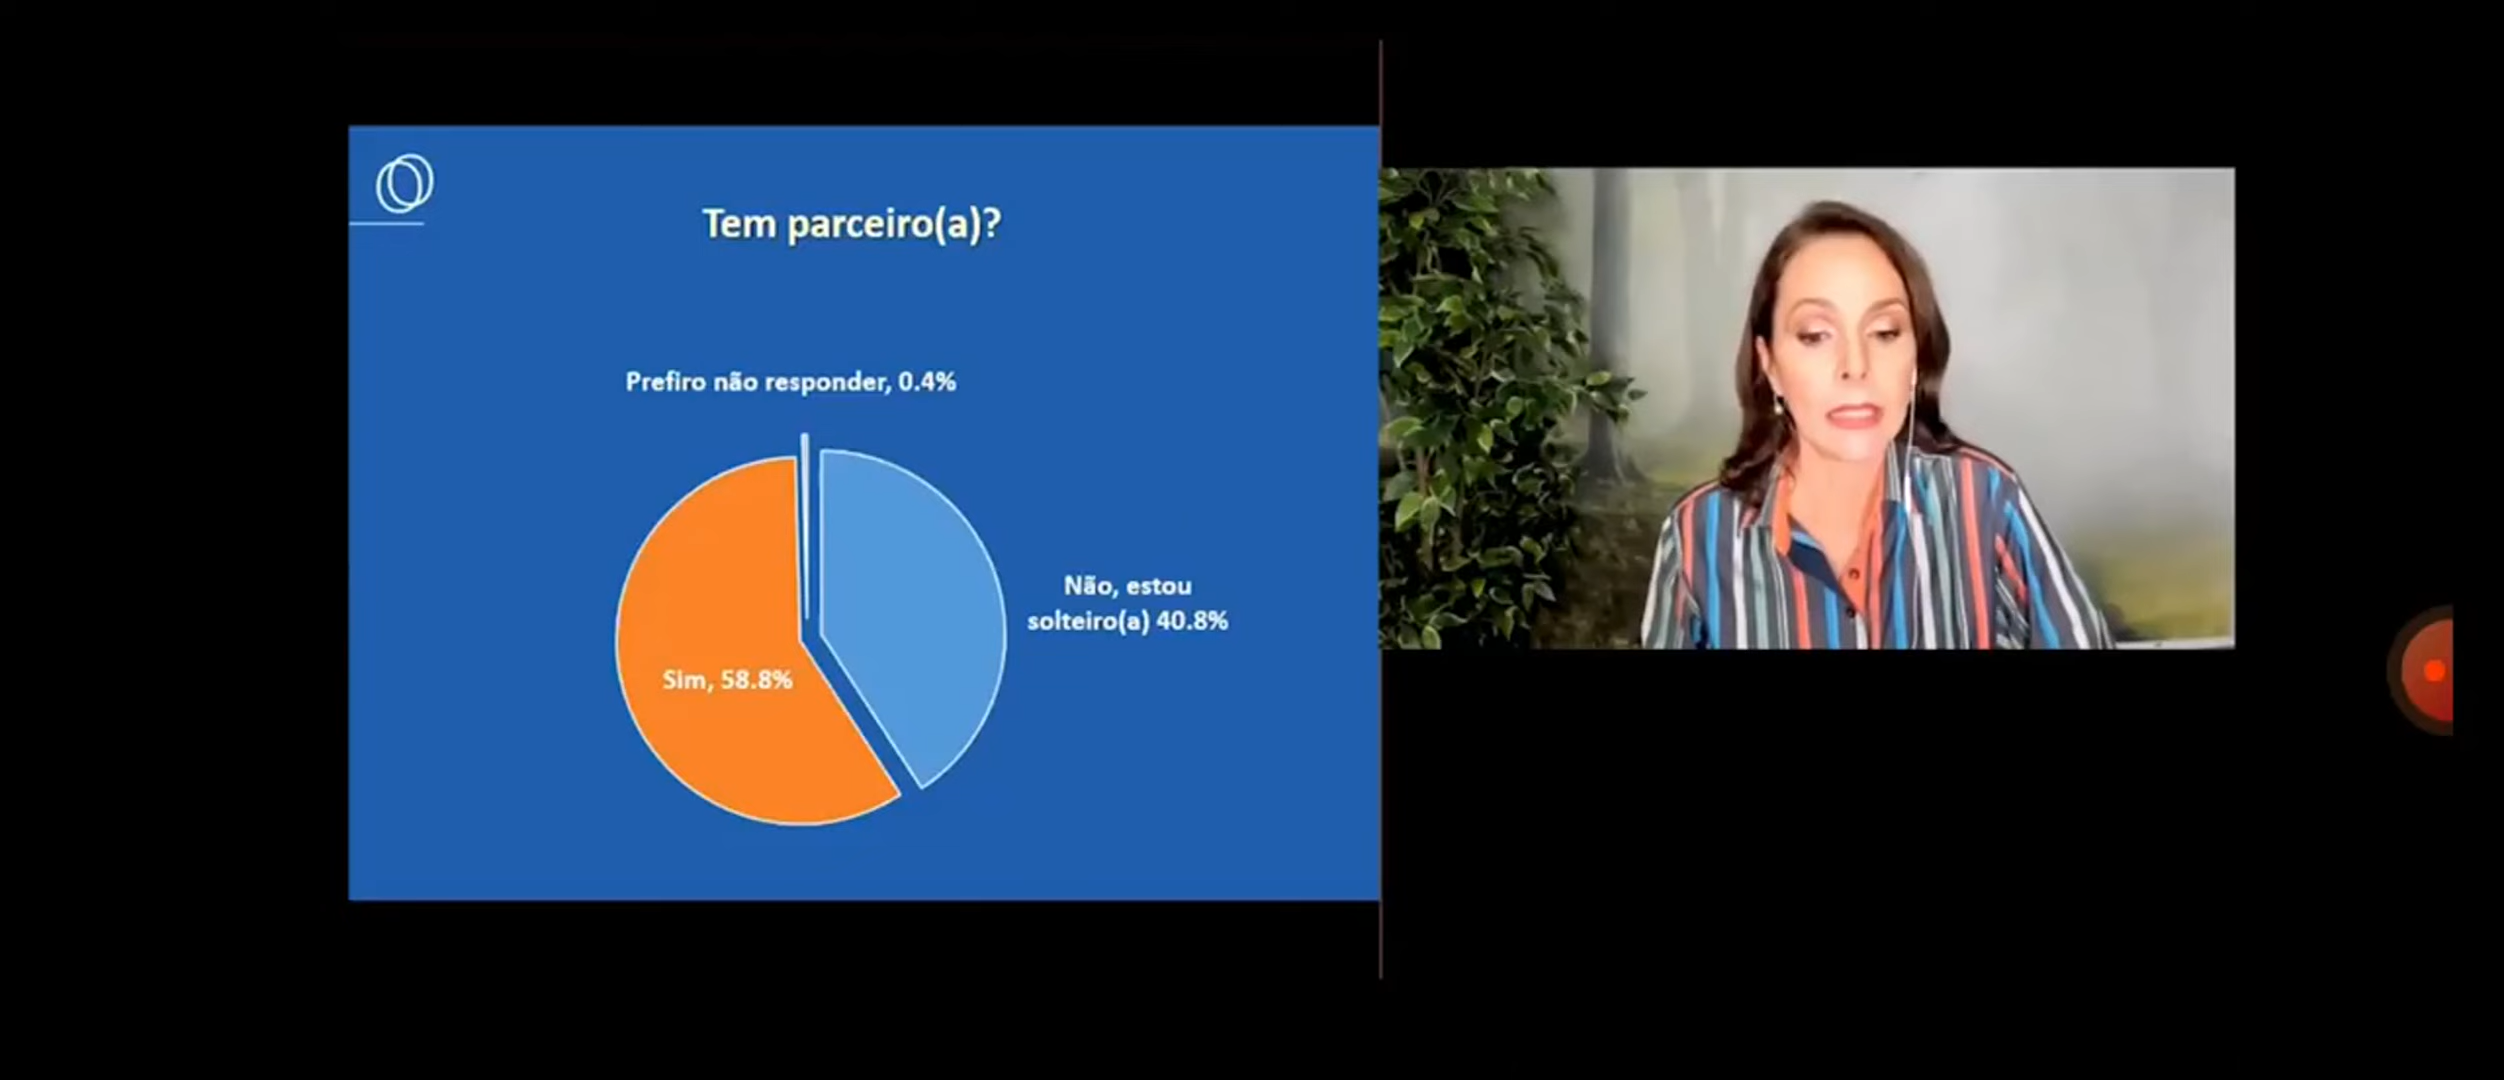 Tem parceiro(a)?
Prefiro não responder, 0.4%
Não, estou
solteiro(a) 40.8%
Sim, 58.8%